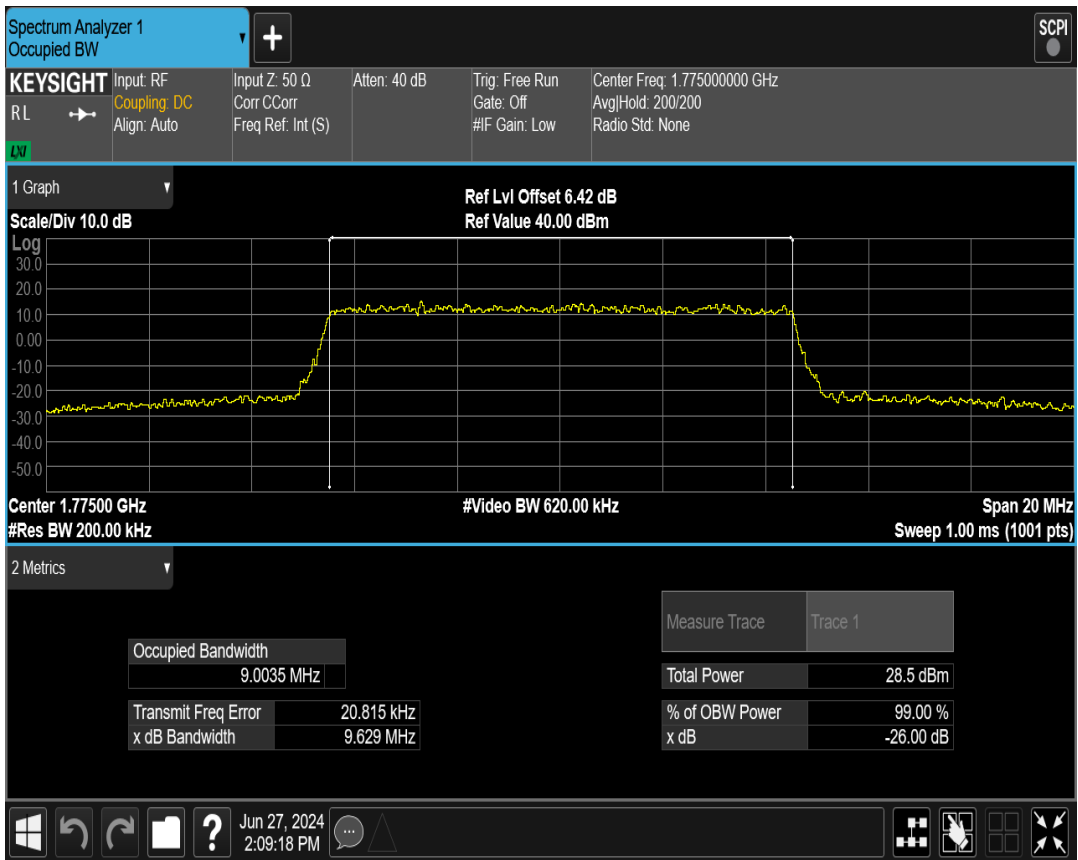 Spectrum Analyzer 1
Occupied BW
+
SCPI
KEYSIGHT
RL
LXI
Input: RF
Coupling: DC
Align: Auto
Input Z: 50 Ω
Corr CCorr
Freq Ref: Int (S)
Atten: 40 dB
Trig: Free Run
Gate: Off
#IF Gain: Low
Center Freq: 1.775000000 GHz
Avg|Hold: 200/200
Radio Std: None
1 Graph
Ref Lvl Offset 6.42 dB
Scale/Div 10.0 dB
Ref Value 40.00 dBm
Log
30.0
20.0
10.0
0.00
-10.0
-20.0
-30.0
-40.0
-50.0
Center 1.77500 GHz
#Video BW 620.00 kHz
Span 20 MHz
#Res BW 200.00 kHz
Sweep 1.00 ms (1001 pts)
2 Metrics
Measure Trace Trace 1
Occupied Bandwidth
9.0035 MHz
Total Power 28.5 dBm
Transmit Freq Error 20.815 kHz
% of OBW Power 99.00 %
x dB Bandwidth 9.629 MHz
x dB -26.00 dB
?
Jun 27, 2024
2:09:18 PM